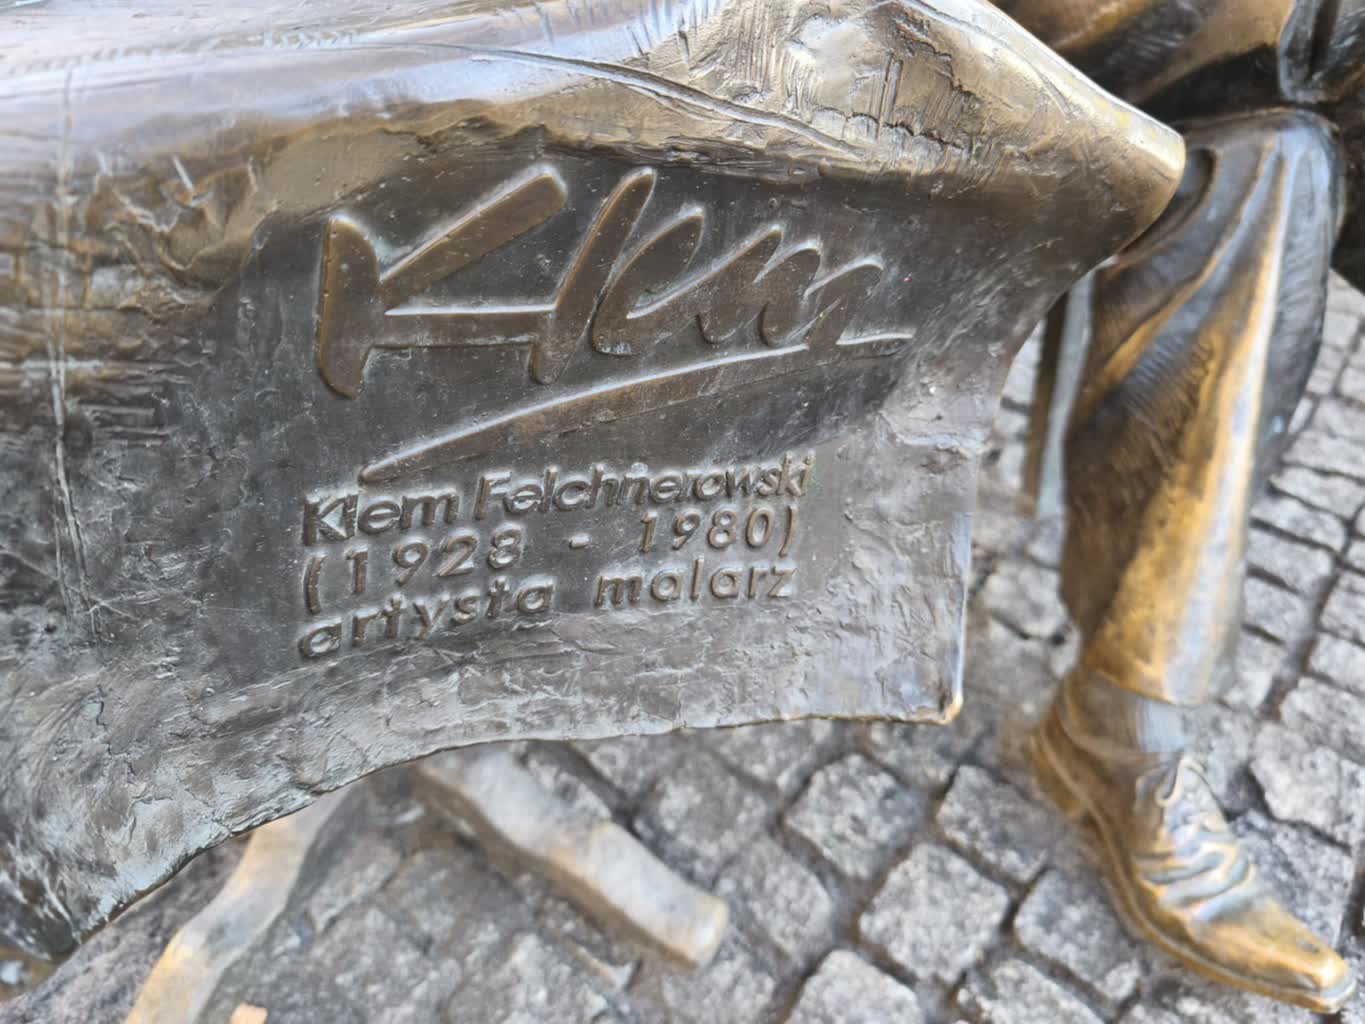 Klem
Klem Felchnerowski
(1928 - 1980)
artysta malarz